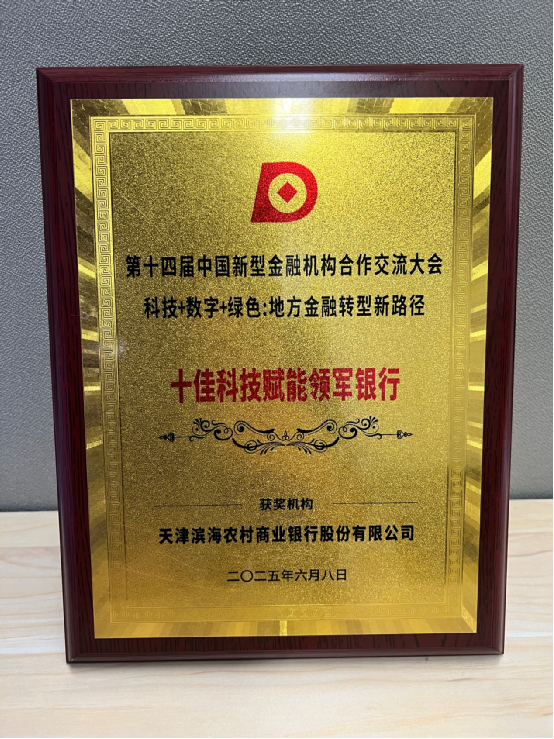 第十四届中国新型金融机构合作交流大会
科技+数字+绿色:地方金融转型新路径
十佳科技赋能领军银行
获奖机构
天津滨海农村商业银行股份有限公司
二〇二五年六月八日